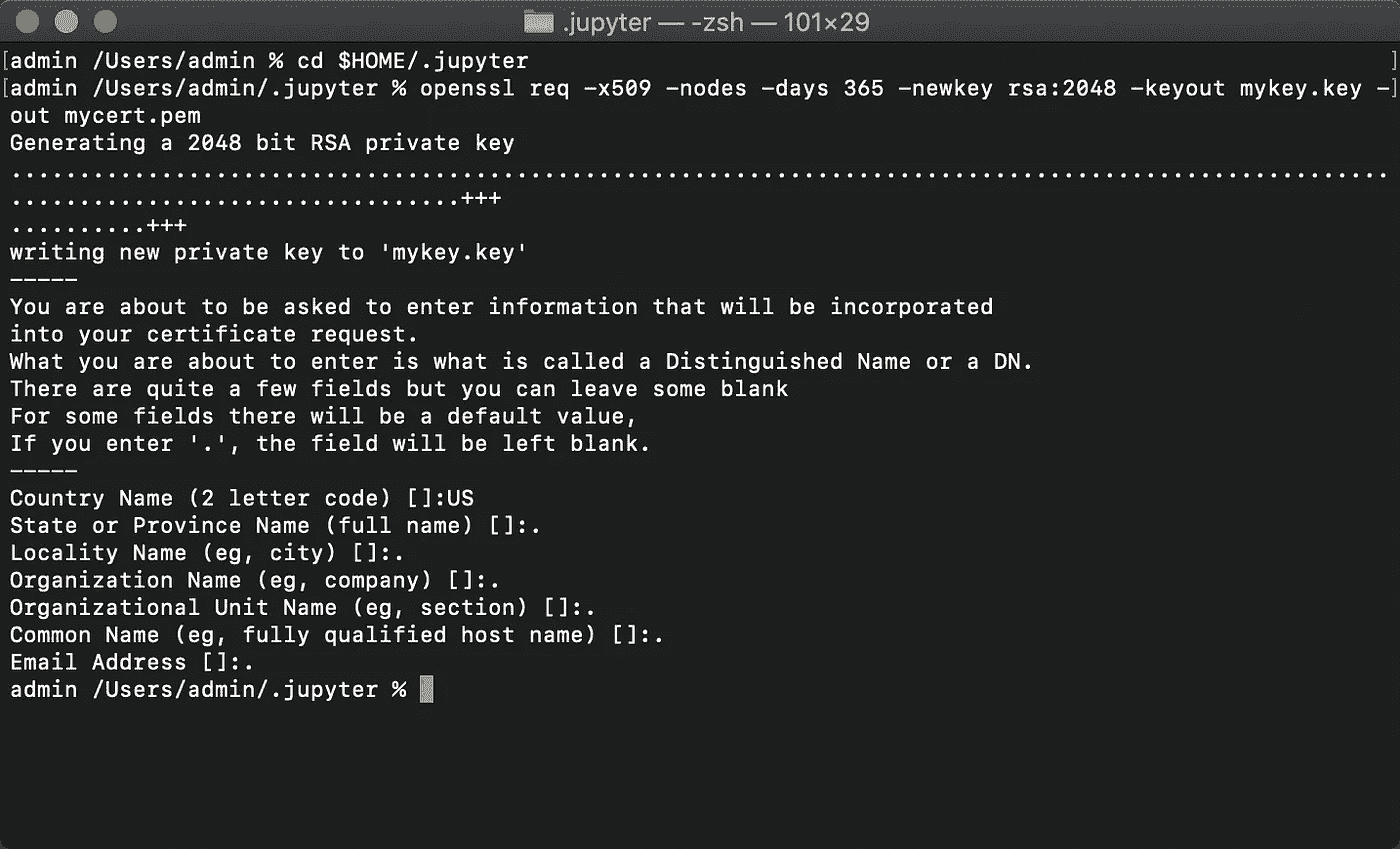 .jupyter — -zsh — 101×29
[admin /Users/admin % cd $HOME/.jupyter ]
[admin /Users/admin/.jupyter % openssl req -x509 -nodes -days 365 -newkey rsa:2048 -keyout mykey.key -]
out mycert.pem
Generating a 2048 bit RSA private key
.....................................................................................................
.................................+++
..........+++
writing new private key to 'mykey.key'
-----
You are about to be asked to enter information that will be incorporated
into your certificate request.
What you are about to enter is what is called a Distinguished Name or a DN.
There are quite a few fields but you can leave some blank
For some fields there will be a default value,
If you enter '.', the field will be left blank.
-----
Country Name (2 letter code) []:US
State or Province Name (full name) []:.
Locality Name (eg, city) []:.
Organization Name (eg, company) []:.
Organizational Unit Name (eg, section) []:.
Common Name (eg, fully qualified host name) []:.
Email Address []:.
admin /Users/admin/.jupyter %